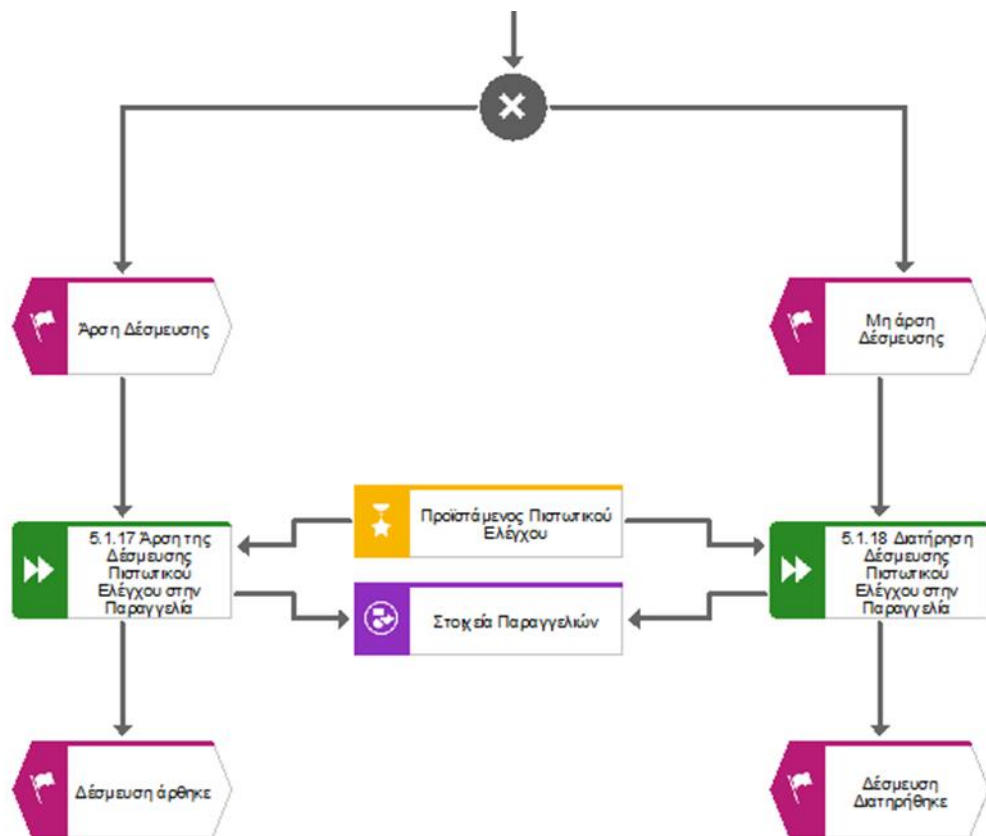 Άρση Δέσμευσης
Μη άρση
Δέσμευσης
Προϊστάμενος Πιστωτικού
Ελέγχου
5.1.17 Άρση της
Δέσμευσης
Πιστωτικού
Ελέγχου στην
Παραγγελία
5.1.18 Διατήρηση
Δέσμευσης
Πιστωτικού
Ελέγχου στην
Παραγγελία
Στοιχεία Παραγγελιών
Δέσμευση άρθηκε
Δέσμευση
Διατηρήθηκε